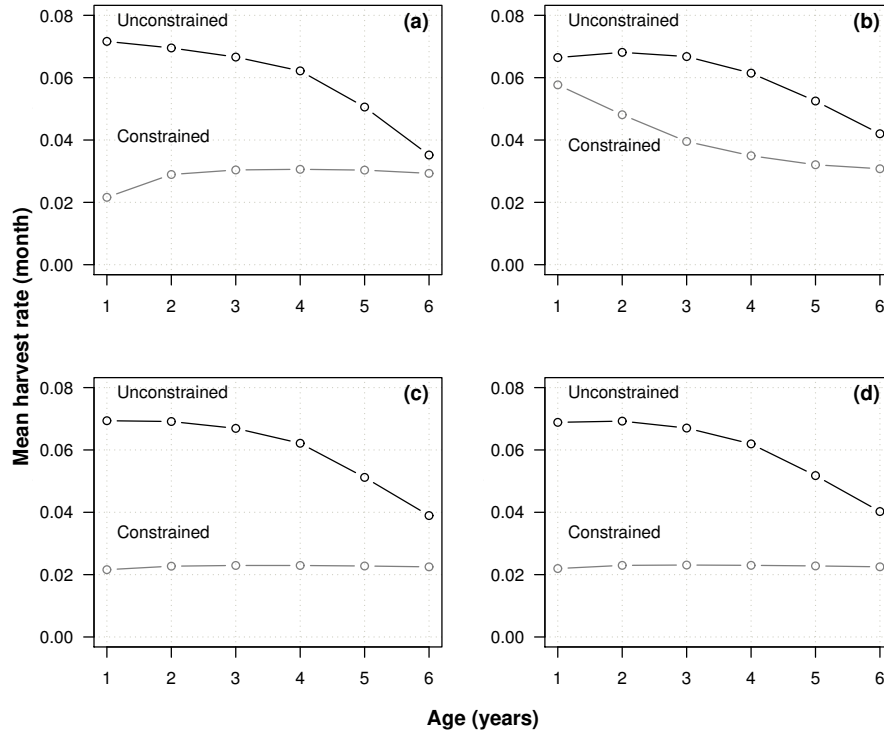 Unconstrained (a)
Constrained
0.08
0.06
0.04
0.02
0.00
1 2 3 4 5 6
Unconstrained (b)
Constrained
0.08
0.06
0.04
0.02
0.00
1 2 3 4 5 6
Mean harvest rate (month)
Unconstrained (c)
Constrained
0.08
0.06
0.04
0.02
0.00
1 2 3 4 5 6
Unconstrained (d)
Constrained
0.08
0.06
0.04
0.02
0.00
1 2 3 4 5 6
Age (years)